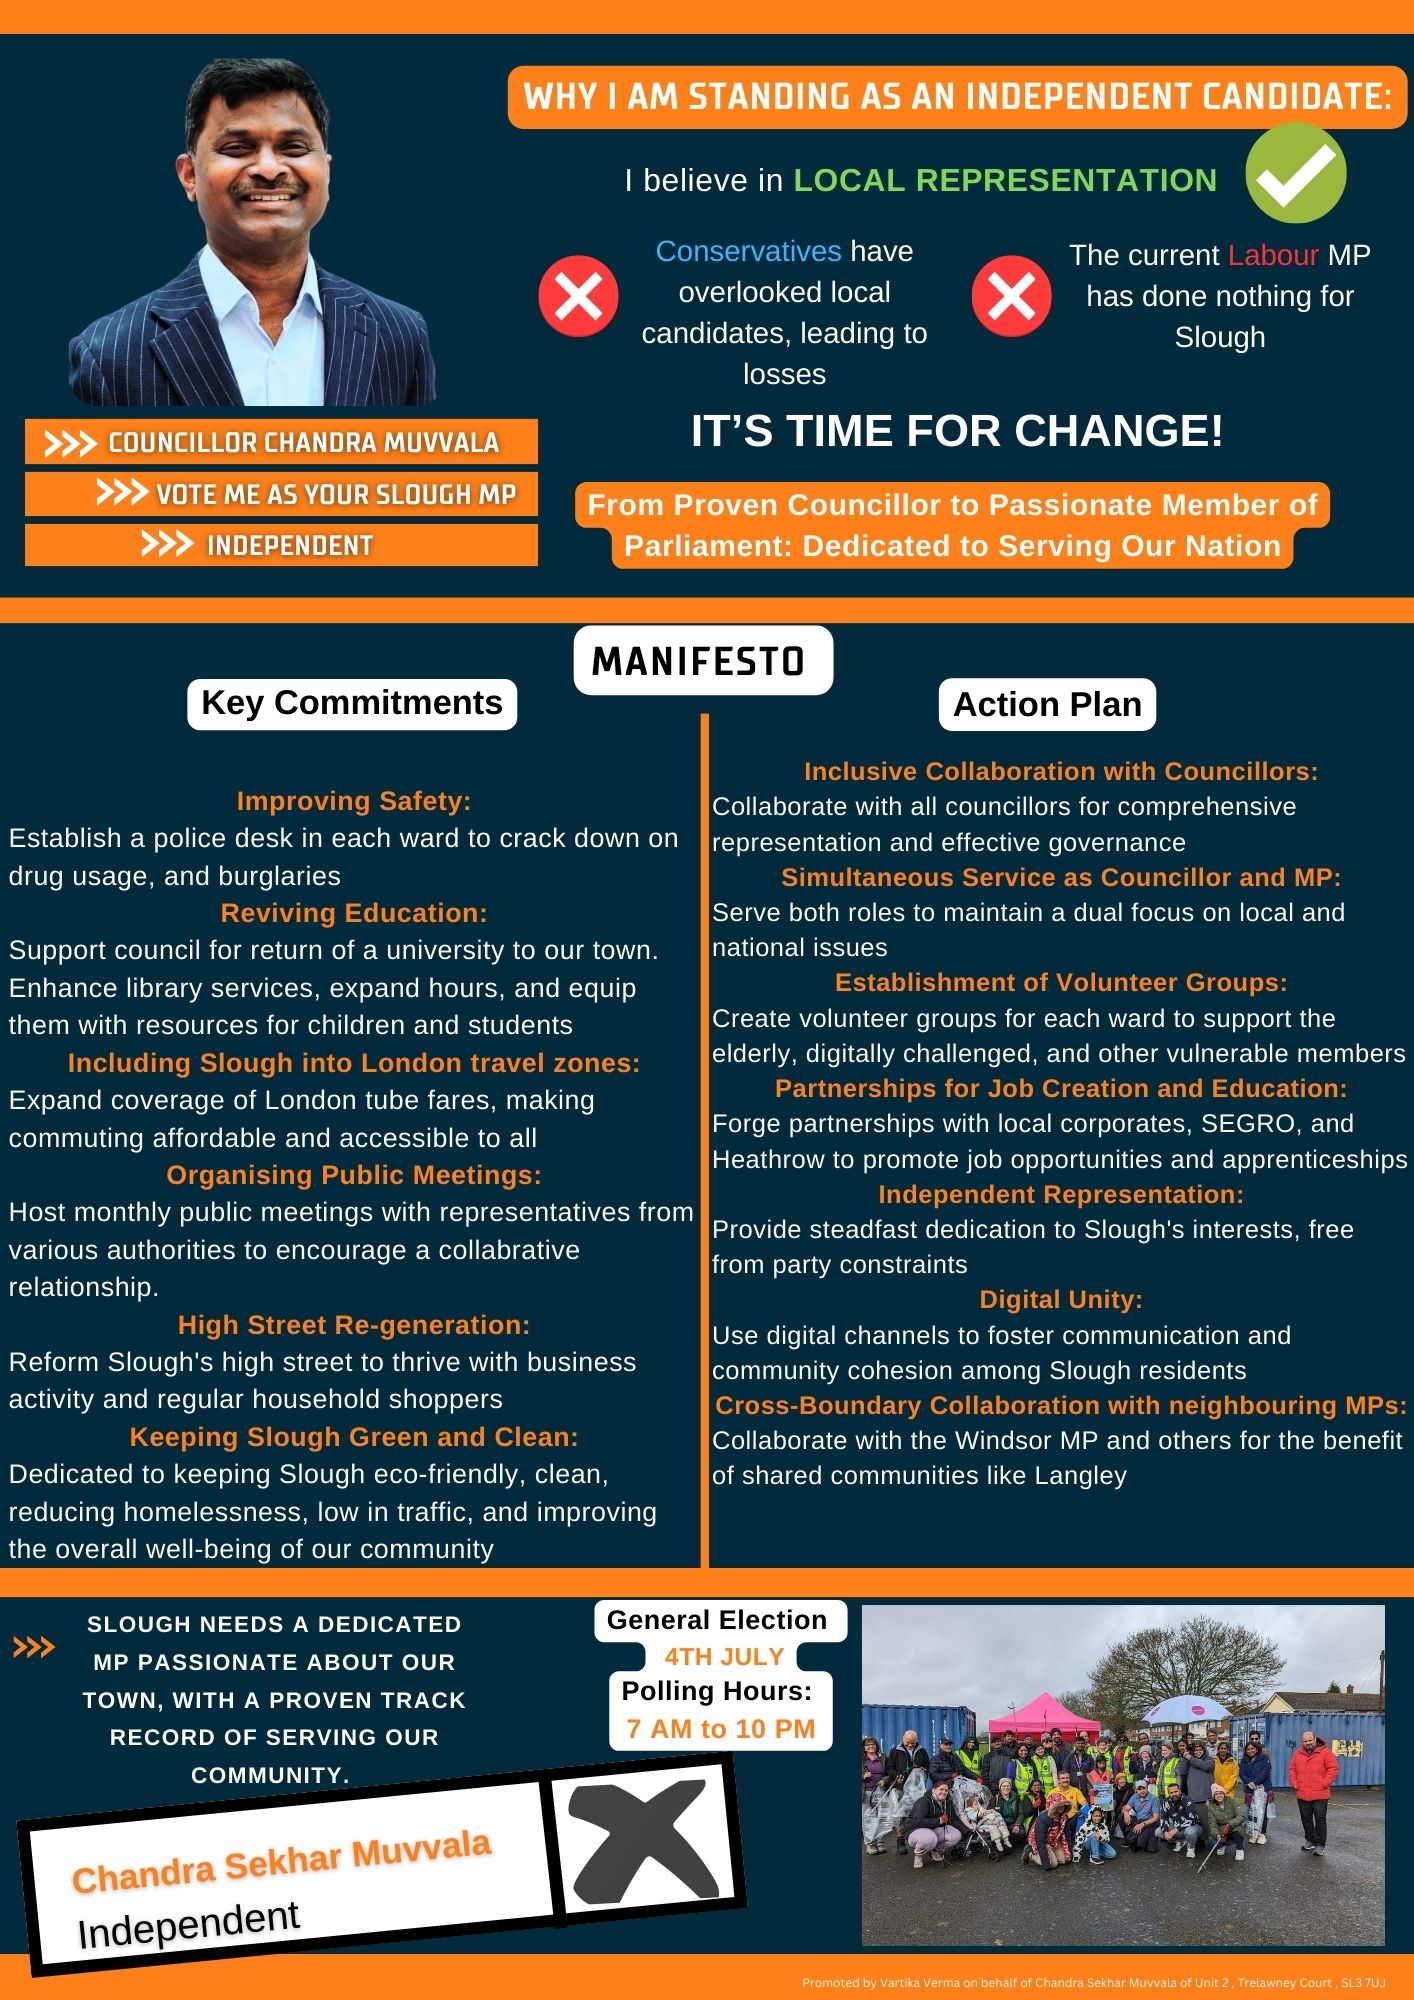 WHY I AM STANDING AS AN INDEPENDENT CANDIDATE:
I believe in LOCAL REPRESENTATION
Conservatives have
overlooked local
candidates, leading to
losses
The current Labour MP
has done nothing for
Slough
IT'S TIME FOR CHANGE!
COUNCILLOR CHANDRA MUVVALA
VOTE ME AS YOUR SLOUGH MP
INDEPENDENT
From Proven Councillor to Passionate Member of
Parliament: Dedicated to Serving Our Nation
MANIFESTO
Key Commitments
Improving Safety:
Establish a police desk in each ward to crack down on
drug usage, and burglaries
Reviving Education:
Support council for return of a university to our town.
Enhance library services, expand hours, and equip
them with resources for children and students
Including Slough into London travel zones:
Expand coverage of London tube fares, making
commuting affordable and accessible to all
Organising Public Meetings:
Host monthly public meetings with representatives from
various authorities to encourage a collabrative
relationship.
High Street Re-generation:
Reform Slough's high street to thrive with business
activity and regular household shoppers
Keeping Slough Green and Clean:
Dedicated to keeping Slough eco-friendly, clean,
reducing homelessness, low in traffic, and improving
the overall well-being of our community
Action Plan
Inclusive Collaboration with Councillors:
Collaborate with all councillors for comprehensive
representation and effective governance
Simultaneous Service as Councillor and MP:
Serve both roles to maintain a dual focus on local and
national issues
Establishment of Volunteer Groups:
Create volunteer groups for each ward to support the
elderly, digitally challenged, and other vulnerable members
Partnerships for Job Creation and Education:
Forge partnerships with local corporates, SEGRO, and
Heathrow to promote job opportunities and apprenticeships
Independent Representation:
Provide steadfast dedication to Slough's interests, free
from party constraints
Digital Unity:
Use digital channels to foster communication and
community cohesion among Slough residents
Cross-Boundary Collaboration with neighbouring MPs:
Collaborate with the Windsor MP and others for the benefit
of shared communities like Langley
SLOUGH NEEDS A DEDICATED
MP PASSIONATE ABOUT OUR
TOWN, WITH A PROVEN TRACK
RECORD OF SERVING OUR
COMMUNITY.
General Election
4TH JULY
Polling Hours:
7 AM to 10 PM
Chandra Sekhar Muvvala
Independent
Promoted by Vartika Verma on behalf of Chandra Sekhar Muvvala of Unit 2 , Trelawney Court , SL3 7UJ